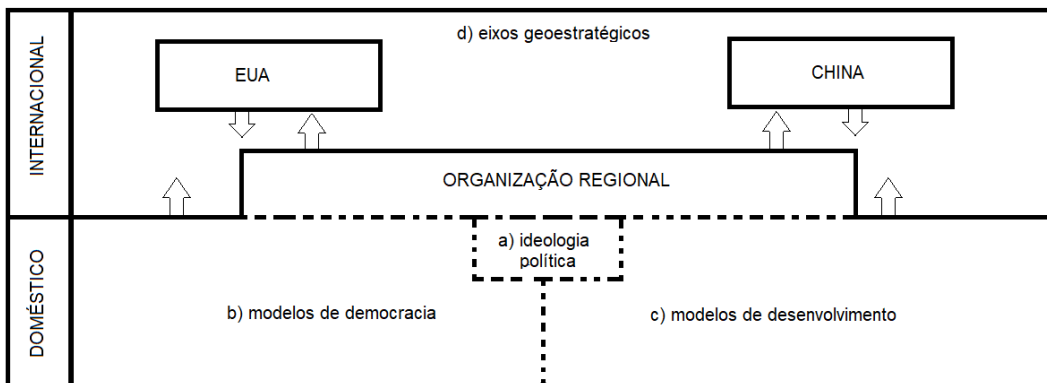 INTERNACIONAL
d) eixos geoestratégicos
EUA
CHINA
ORGANIZAÇÃO REGIONAL
DOMÉSTICO
a) ideologia
política
b) modelos de democracia
c) modelos de desenvolvimento